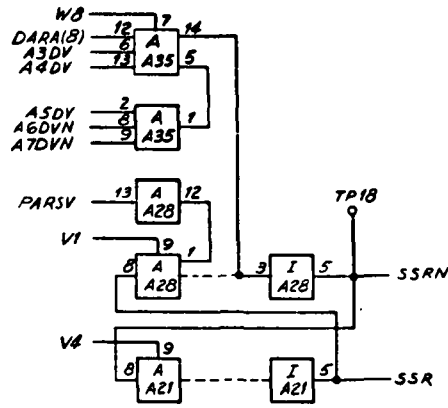 W8 7
DARA(8) 12 A 14
A3DV 6
A4DV 13 A35 5
A5DV 2 A
A6DVN 8 1
A7DVN 9 A35
PARSV 13 A 12
A28
TP18
V1 9 1
8 A 3 I 5 SSRN
A28 A28
V4 9
8 A I 5 SSR
A21 A21